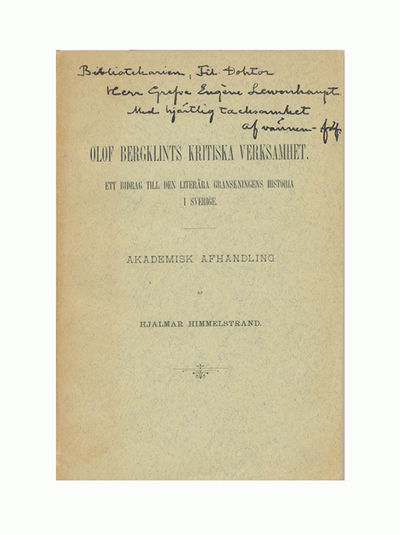 Bibliotekarien, Fil. Doktor
Herr Grefve Eugène Lewenhaupt
Med hjärtlig tacksamhet
af vännen
OLOF BERGKLINTS KRITISKA VERKSAMHET.
ETT BIDRAG TILL DEN LITERÄRA GRANSKNINGENS HISTORIA
I SVERIGE.
AKADEMISK AFHANDLING
AF
HJALMAR HIMMELSTRAND.